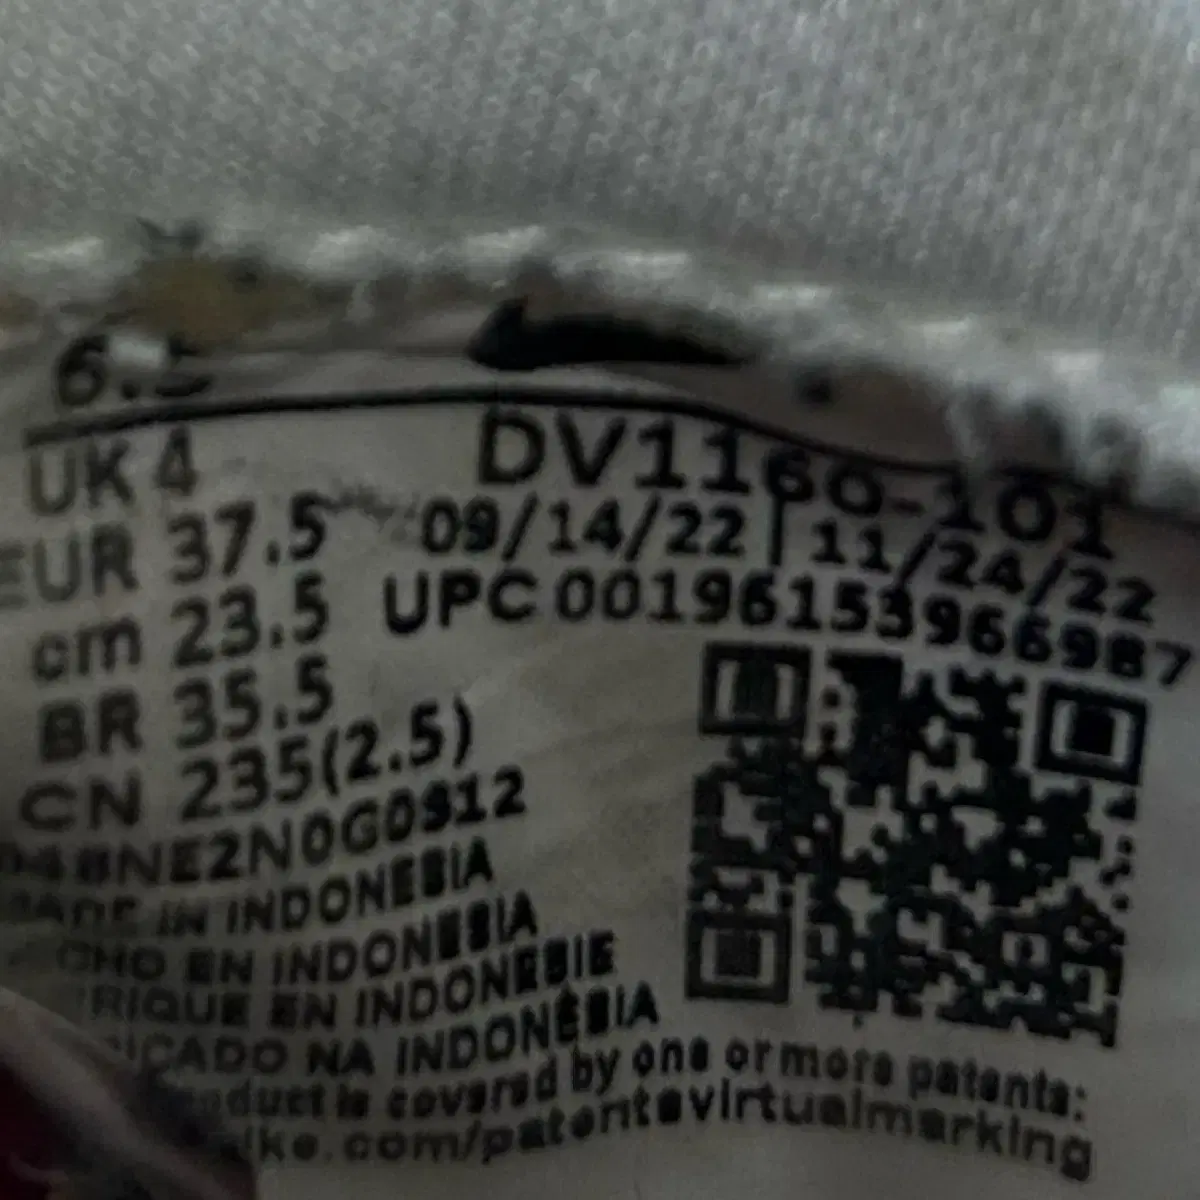 6.5
UK 4
DV1160-101
EUR 37.5
09/14/22 | 11/24/22
cm 23.5
UPC 00196153966987
BR 35.5
CN 235(2.5)
MADE IN INDONESIA
EN INDONESIA
EN INDONESIE
NA INDONÉSIA
is covered by one or more patents:
.com/patentsvirtualmarking